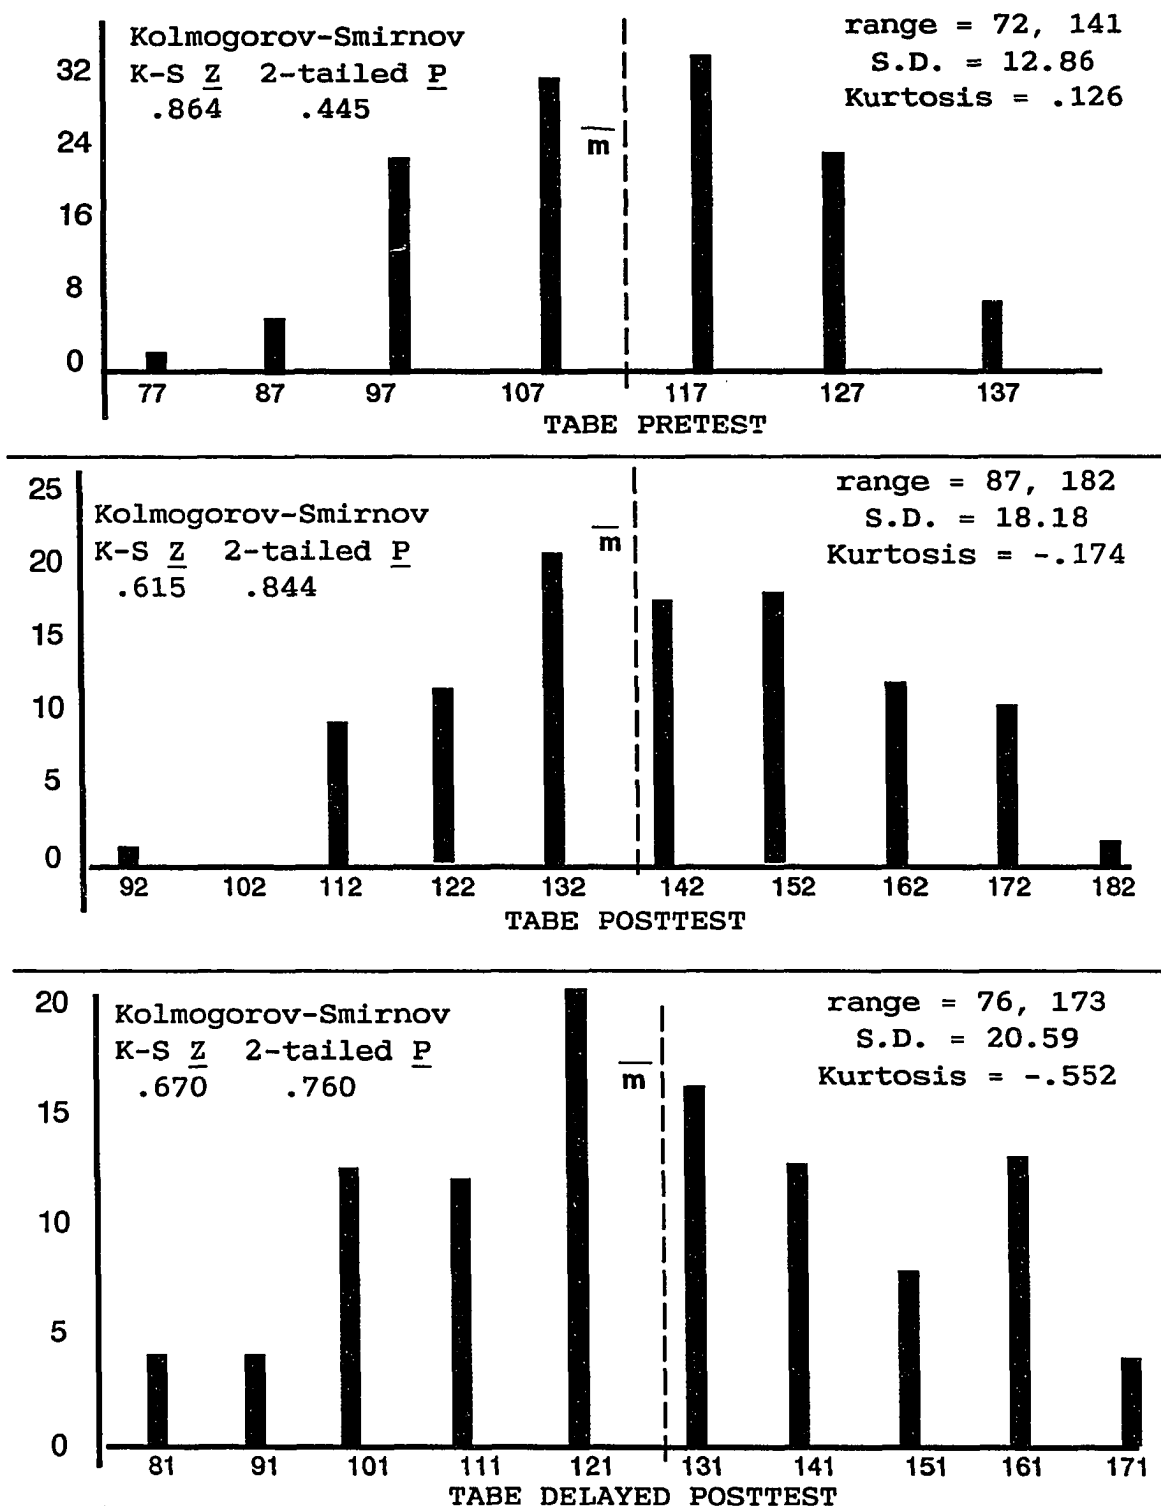 Kolmogorov-Smirnov
K-S Z 2-tailed P
.864 .445
range = 72, 141
S.D. = 12.86
Kurtosis = .126
m
32
24
16
8
0
77 87 97 107 117 127 137
TABE PRETEST
Kolmogorov-Smirnov
K-S Z 2-tailed P
.615 .844
range = 87, 182
S.D. = 18.18
Kurtosis = -.174
m
25
20
15
10
5
0
92 102 112 122 132 142 152 162 172 182
TABE POSTTEST
Kolmogorov-Smirnov
K-S Z 2-tailed P
.670 .760
range = 76, 173
S.D. = 20.59
Kurtosis = -.552
m
20
15
10
5
0
81 91 101 111 121 131 141 151 161 171
TABE DELAYED POSTTEST